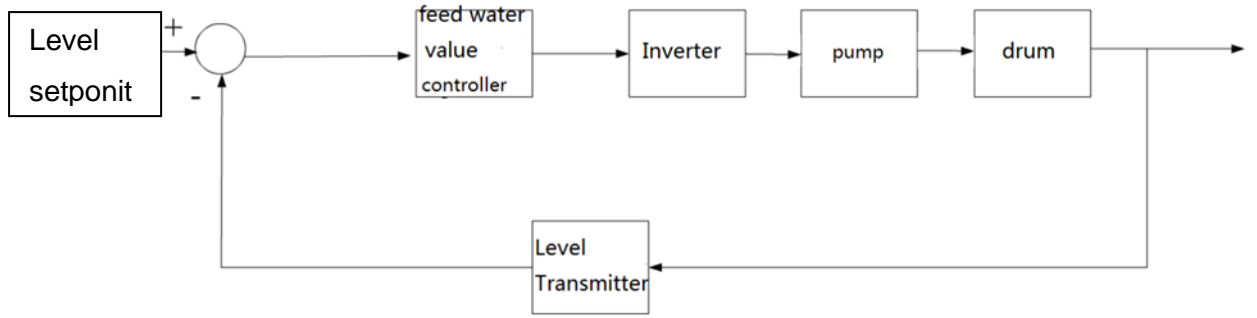 Level
setponit
+
-
feed water
value
controller
Inverter
pump
drum
Level
Transmitter